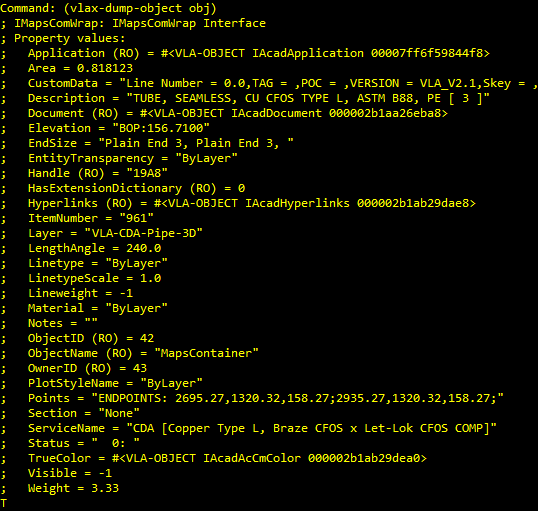 Command: (vlax-dump-object obj)
; IMapsComWrap: IMapsComWrap Interface
; Property values:
;   Application (RO) = #<VLA-OBJECT IAcadApplication 00007ff6f59844f8>
;   Area = 0.818123
;   CustomData = "Line Number = 0.0,TAG = ,POC = ,VERSION = VLA_V2.1,Skey = ,
;   Description = "TUBE, SEAMLESS, CU CFOS TYPE L, ASTM B88, PE [ 3 ]"
;   Document (RO) = #<VLA-OBJECT IAcadDocument 000002b1aa26eba8>
;   Elevation = "BOP:156.7100"
;   EndSize = "Plain End 3, Plain End 3, "
;   EntityTransparency = "ByLayer"
;   Handle (RO) = "19A8"
;   HasExtensionDictionary (RO) = 0
;   Hyperlinks (RO) = #<VLA-OBJECT IAcadHyperlinks 000002b1ab29dae8>
;   ItemNumber = "961"
;   Layer = "VLA-CDA-Pipe-3D"
;   LengthAngle = 240.0
;   Linetype = "ByLayer"
;   LinetypeScale = 1.0
;   Lineweight = -1
;   Material = "ByLayer"
;   Notes = ""
;   ObjectID (RO) = 42
;   ObjectName (RO) = "MapsContainer"
;   OwnerID (RO) = 43
;   PlotStyleName = "ByLayer"
;   Points = "ENDPOINTS: 2695.27,1320.32,158.27;2935.27,1320.32,158.27;"
;   Section = "None"
;   ServiceName = "CDA [Copper Type L, Braze CFOS x Let-Lok CFOS COMP]"
;   Status = "  0: "
;   TrueColor = #<VLA-OBJECT IAcadAcCmColor 000002b1ab29dea0>
;   Visible = -1
;   Weight = 3.33
T